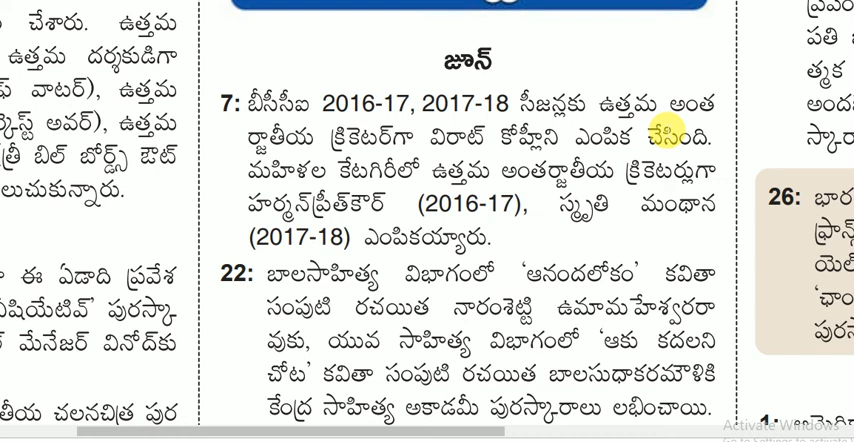 చేశారు. ఉత్తమ
ఉత్తమ దర్శకుడిగా
వాటర్), ఉత్తమ
అవర్), ఉత్తమ
బిల్ బోర్డ్స్ ఔట్
ఈ ఏడాది ప్రవేశ
పురస్కా
మేనేజర్ వినోద్‌కు
చలనచిత్ర పుర
జూన్
7: బీసీసీఐ 2016-17, 2017-18 సీజన్లకు ఉత్తమ అంత
ర్జాతీయ క్రికెటర్‌గా విరాట్ కోహ్లీని ఎంపిక చేసింది.
మహిళల కేటగిరీలో ఉత్తమ అంతర్జాతీయ క్రికెటర్లుగా
హర్మన్‌ప్రీత్‌కౌర్ (2016-17), స్మృతి మంథాన
(2017-18) ఎంపికయ్యారు.
22: బాలసాహిత్య విభాగంలో ‘ఆనందలోకం’ కవితా
సంపుటి రచయిత నారంశెట్టి ఉమామహేశ్వరరా
వుకు, యువ సాహిత్య విభాగంలో ‘ఆకు కదలని
చోట’ కవితా సంపుటి రచయిత బాలసుధాకరమౌళికి
కేంద్ర సాహిత్య అకాడమీ పురస్కారాలు లభించాయి.
పతి
త్మక
26: భార
ఫ్రాన్స్
Activate Windows